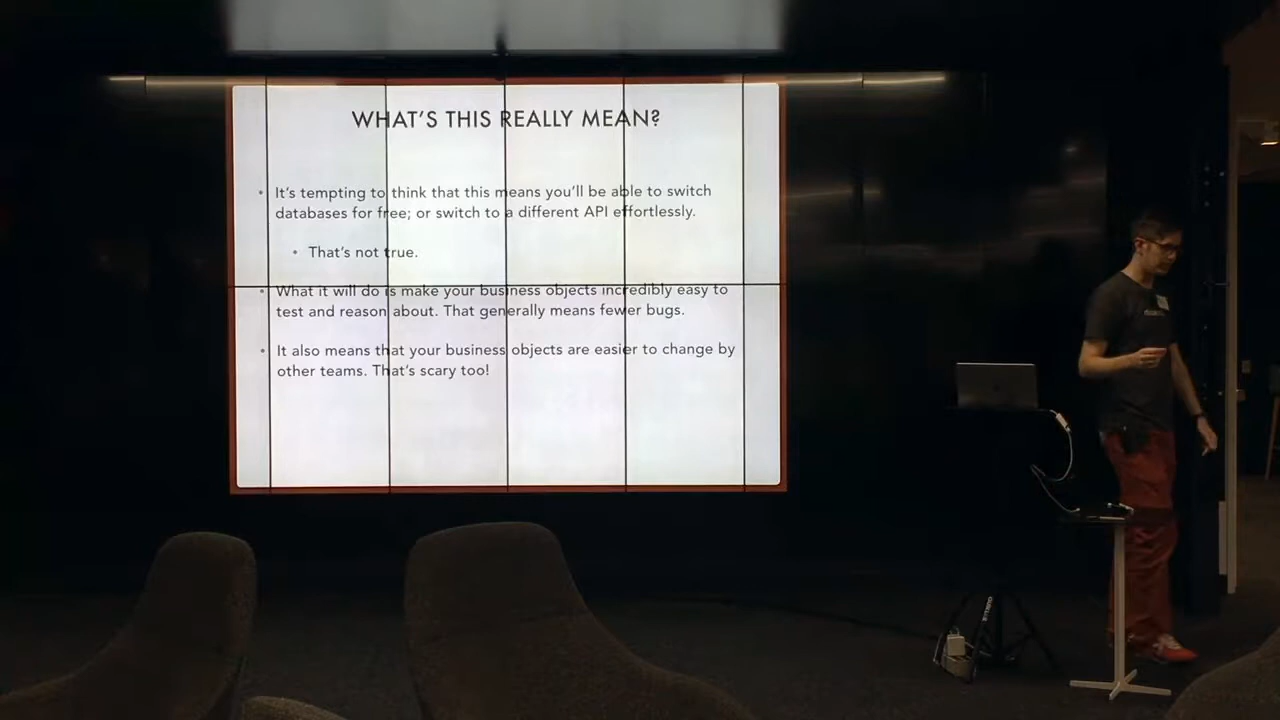 WHAT'S THIS REALLY MEAN?
• It's tempting to think that this means you'll be able to switch
databases for free; or switch to a different API effortlessly.
• That's not true.
• What it will do is make your business objects incredibly easy to
test and reason about. That generally means fewer bugs.
• It also means that your business objects are easier to change by
other teams. That's scary too!